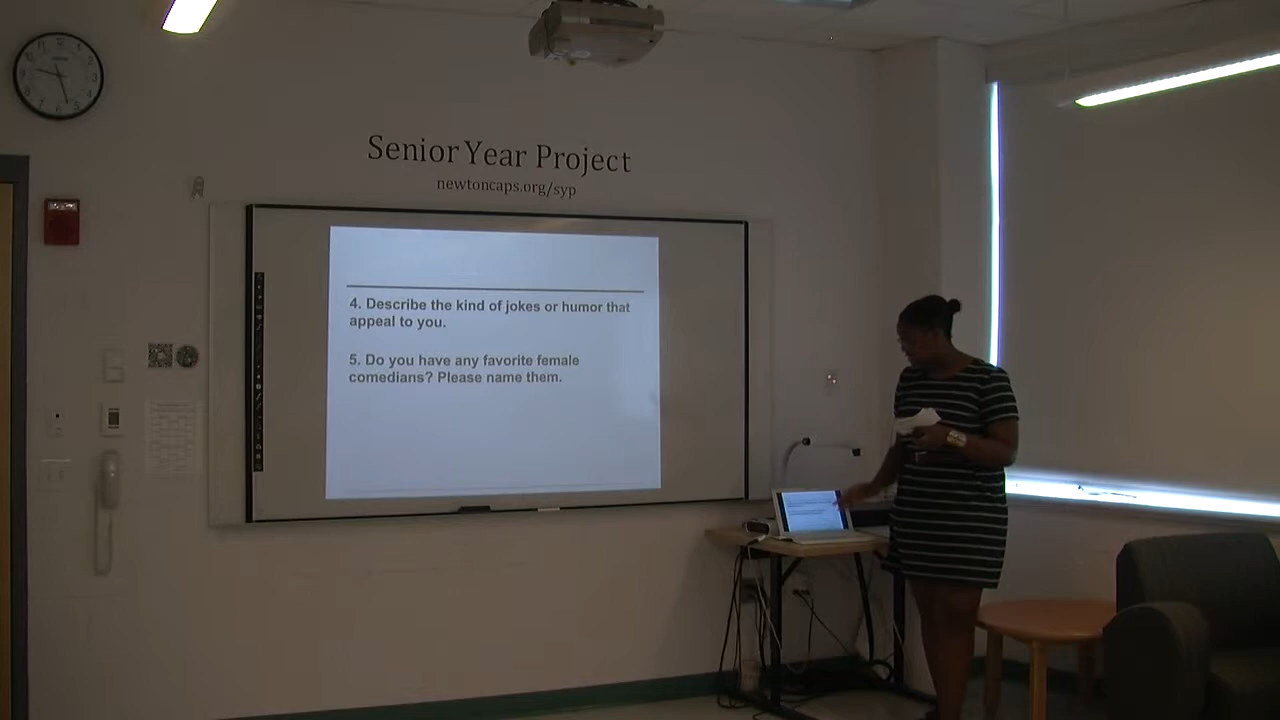 Senior Year Project
newtoncaps.org/syp
4. Describe the kind of jokes or humor that
appeal to you.
5. Do you have any favorite female
comedians? Please name them.